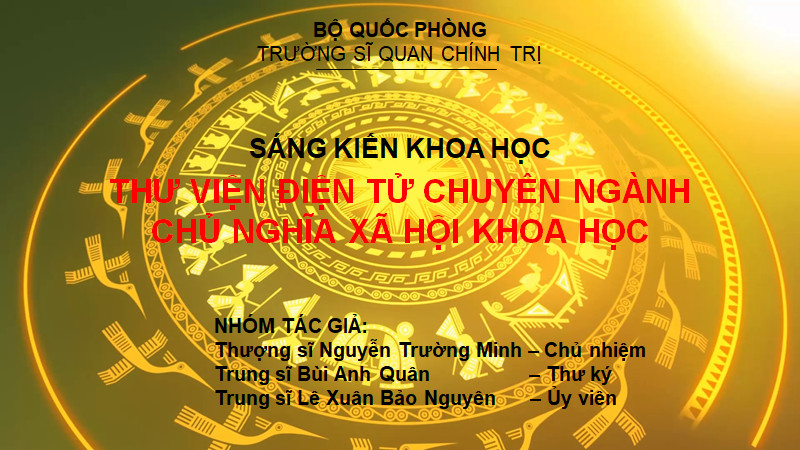 BỘ QUỐC PHÒNG
TRƯỜNG SĨ QUAN CHÍNH TRỊ
SÁNG KIẾN KHOA HỌC
THƯ VIỆN ĐIỆN TỬ CHUYÊN NGÀNH
CHỦ NGHĨA XÃ HỘI KHOA HỌC
NHÓM TÁC GIẢ:
Thượng sĩ Nguyễn Trường Minh – Chủ nhiệm
Trung sĩ Bùi Anh Quân – Thư ký
Trung sĩ Lê Xuân Bảo Nguyên – Ủy viên